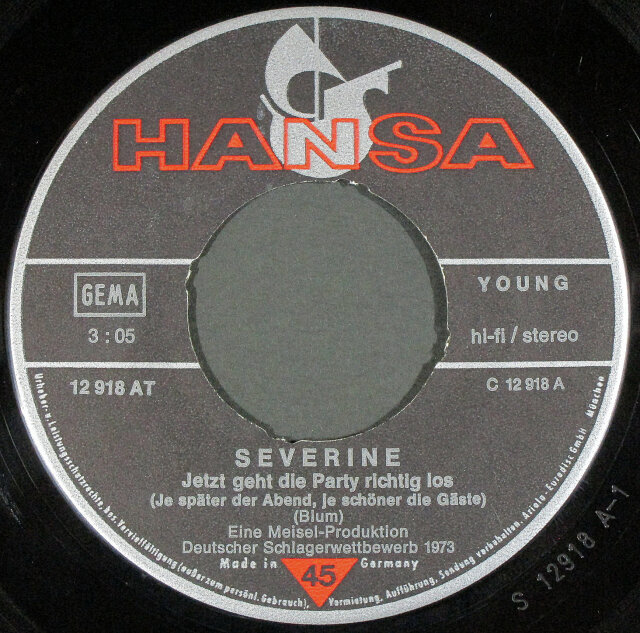 HANSA
GEMA
3 : 05
12 918 AT
YOUNG
hi-fi / stereo
C 12 918 A
SEVERINE
Jetzt geht die Party richtig los
(Je später der Abend, je schöner die Gäste)
(Blum)
Eine Meisel-Produktion
Deutscher Schlagerwettbewerb 1973
Made in Germany
45
Urheber-u.Leistungsschutzrechte, bes. Vervielfältigung (außer zum persönl. Gebrauch), Vermietung, Aufführung, Sendung vorbehalten. Ariola-Eurodisc GmbH München
S 12918 A-1